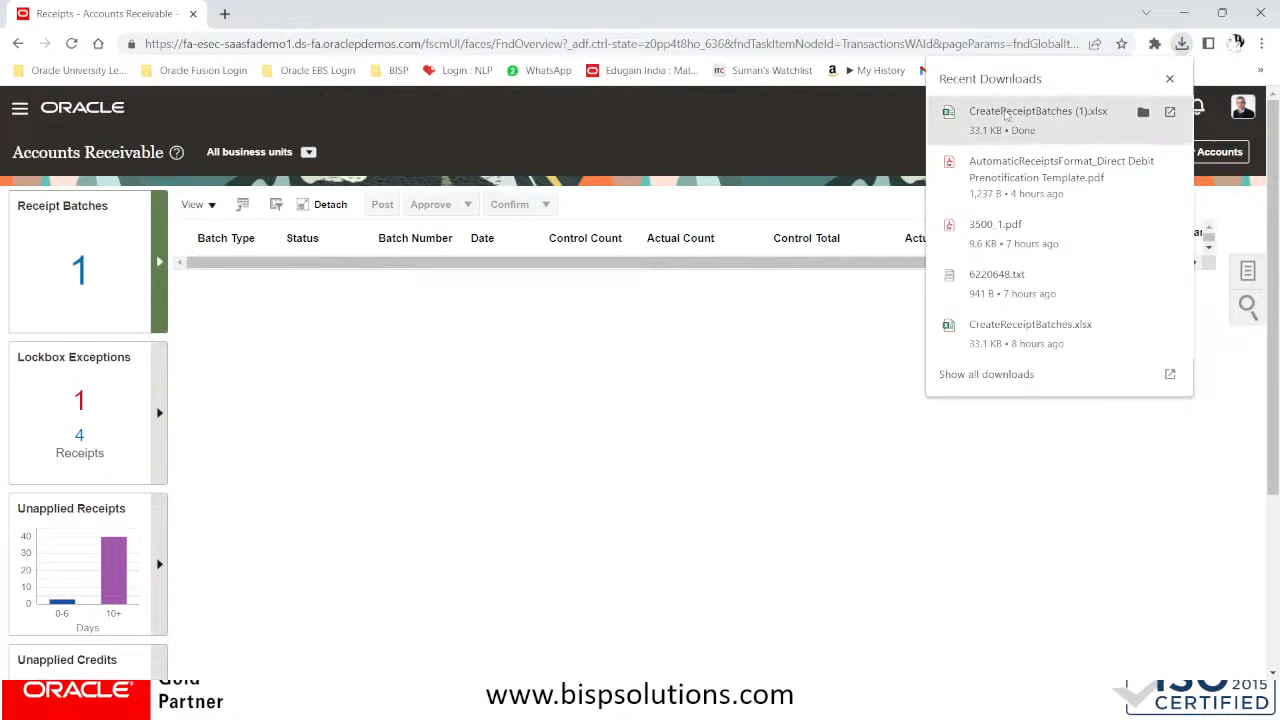 Receipts - Accounts Receivable -
https://fa-esec-saasfademo1.ds-fa.oraclepdemos.com/fscmUI/faces/FndOverview?_adf.ctrl-state=z0pp4t8ho_636&fndTaskItemNodeId=TransactionsWAId&pageParams=fndGlobalIt...
Oracle University Le... Oracle Fusion Login Oracle EBS Login BISP Login : NLP WhatsApp Edugain India : Mat... Suman's Watchlist ▶ My History »
ORACLE
Accounts Receivable All business units
Accounts
Recent Downloads
CreateReceiptBatches (1).xlsx
33.1 KB • Done
AutomaticReceiptsFormat_Direct Debit
Prenotification Template.pdf
1,237 B • 4 hours ago
3500_1.pdf
9.6 KB • 7 hours ago
6220648.txt
941 B • 7 hours ago
CreateReceiptBatches.xlsx
33.1 KB • 8 hours ago
Show all downloads
View Detach Post Approve Confirm
Batch Type Status Batch Number Date Control Count Actual Count Control Total
Receipt Batches
1
Lockbox Exceptions
1
4
Receipts
Unapplied Receipts
40
30
20
10
0
0-6 10+
Days
Unapplied Credits
ORACLE
Gold
Partner
www.bispsolutions.com
ISO 2015
CERTIFIED